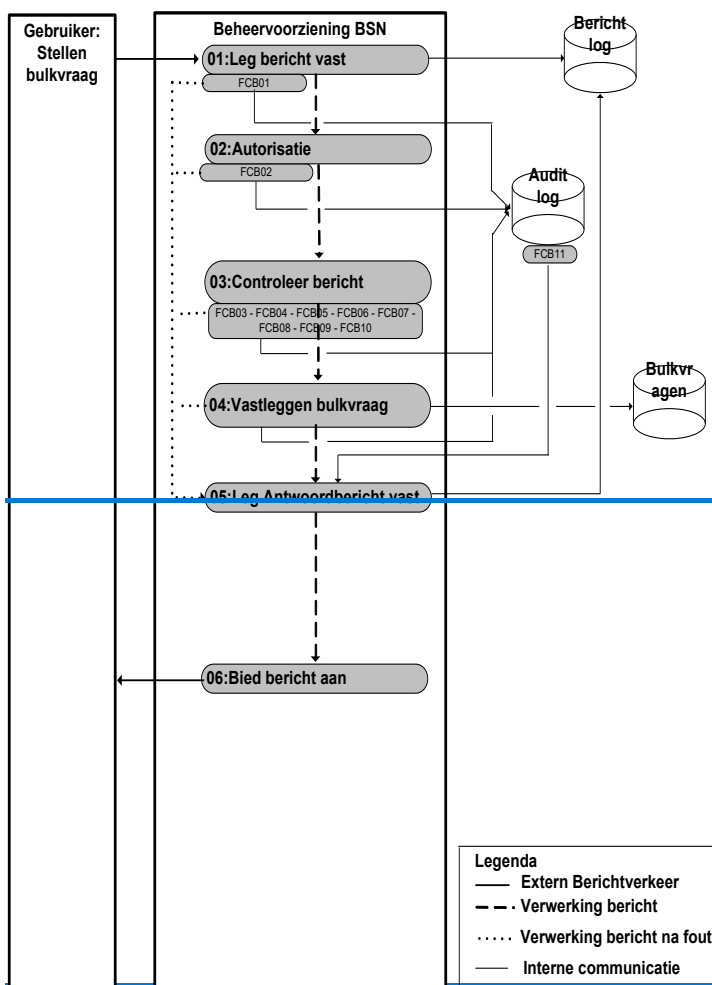 Gebruiker:
Stellen
bulkvraag
Beheervoorziening BSN
01:Leg bericht vast
FCB01
02:Autorisatie
FCB02
03:Controleer bericht
FCB03 - FCB04 - FCB05 - FCB06 - FCB07 -
FCB08 - FCB09 - FCB10
04:Vastleggen bulkvraag
05:Leg Antwoordbericht vast
06:Bied bericht aan
Bericht
log
Audit
log
FCB11
Bulkvr
agen
Legenda
Extern Berichtverkeer
Verwerking bericht
Verwerking bericht na fout
Interne communicatie